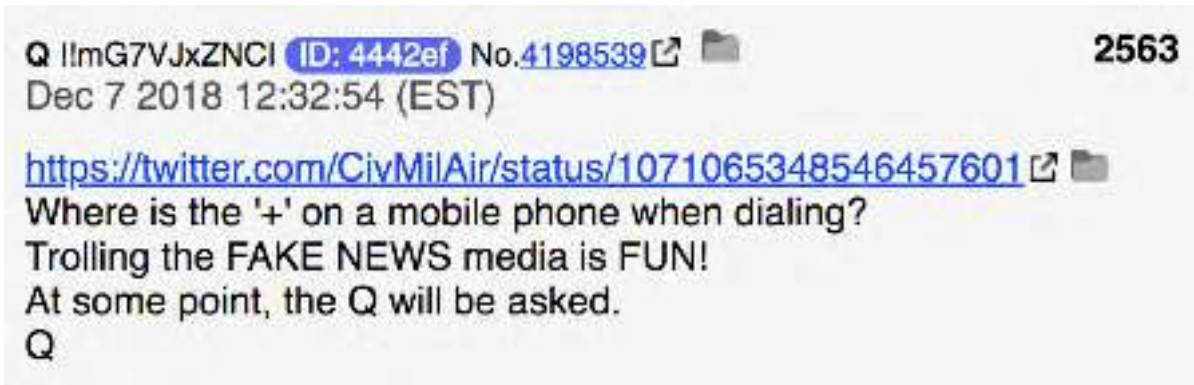 Q !!mG7VJxZNCI ID: 4442ef No.4198539 2563
Dec 7 2018 12:32:54 (EST)
https://twitter.com/CivMilAir/status/1071065348546457601
Where is the '+' on a mobile phone when dialing?
Trolling the FAKE NEWS media is FUN!
At some point, the Q will be asked.
Q